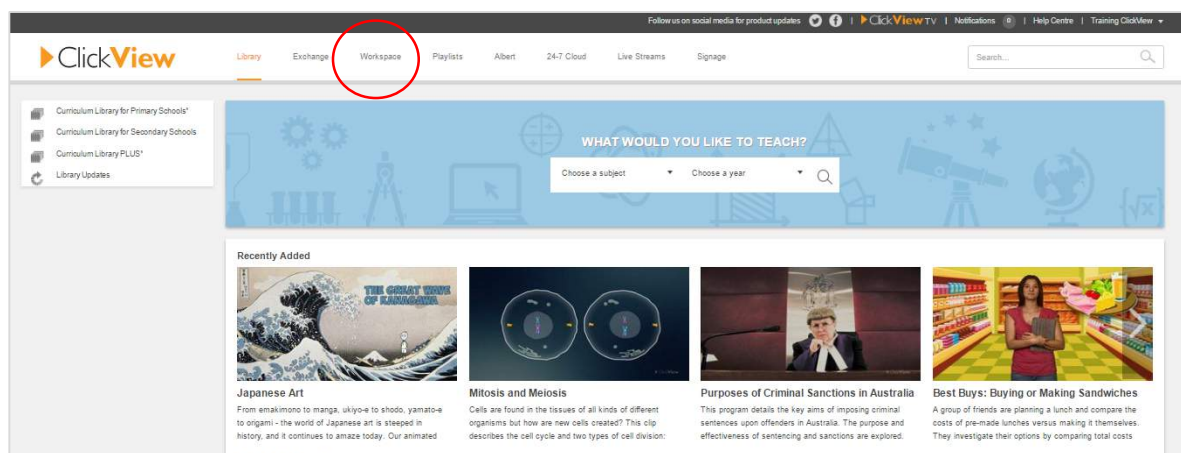 Follow us on social media for product updates | ClickView TV | Notifications 0 | Help Centre | Training ClickView
ClickView
Library Exchange Workspace Playlists Albert 24-7 Cloud Live Streams Signage
Search...
Curriculum Library for Primary Schools*
Curriculum Library for Secondary Schools
Curriculum Library PLUS*
Library Updates
WHAT WOULD YOU LIKE TO TEACH?
Choose a subject Choose a year
{√x}
Recently Added
THE GREAT WAVE
OF KANAGAWA
Japanese Art
From emakimono to manga, ukiyo-e to shodo, yamato-e
to origami - the world of Japanese art is steeped in
history, and it continues to amaze today. Our animated
Mitosis and Meiosis
Cells are found in the tissues of all kinds of different
organisms but how are new cells created? This clip
describes the cell cycle and two types of cell division:
Purposes of Criminal Sanctions in Australia
This program details the key aims of imposing criminal
sentences upon offenders in Australia. The purpose and
effectiveness of sentencing and sanctions are explored.
Best Buys: Buying or Making Sandwiches
A group of friends are planning a lunch and compare the
costs of pre-made lunches versus making it themselves.
They investigate their options by comparing total costs